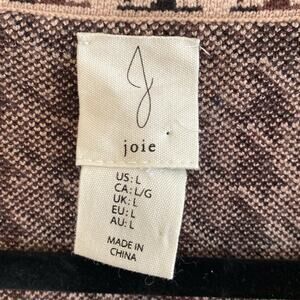 J
joie
US: L
CA: L/G
UK: L
EU: L
AU: L
MADE IN
CHINA